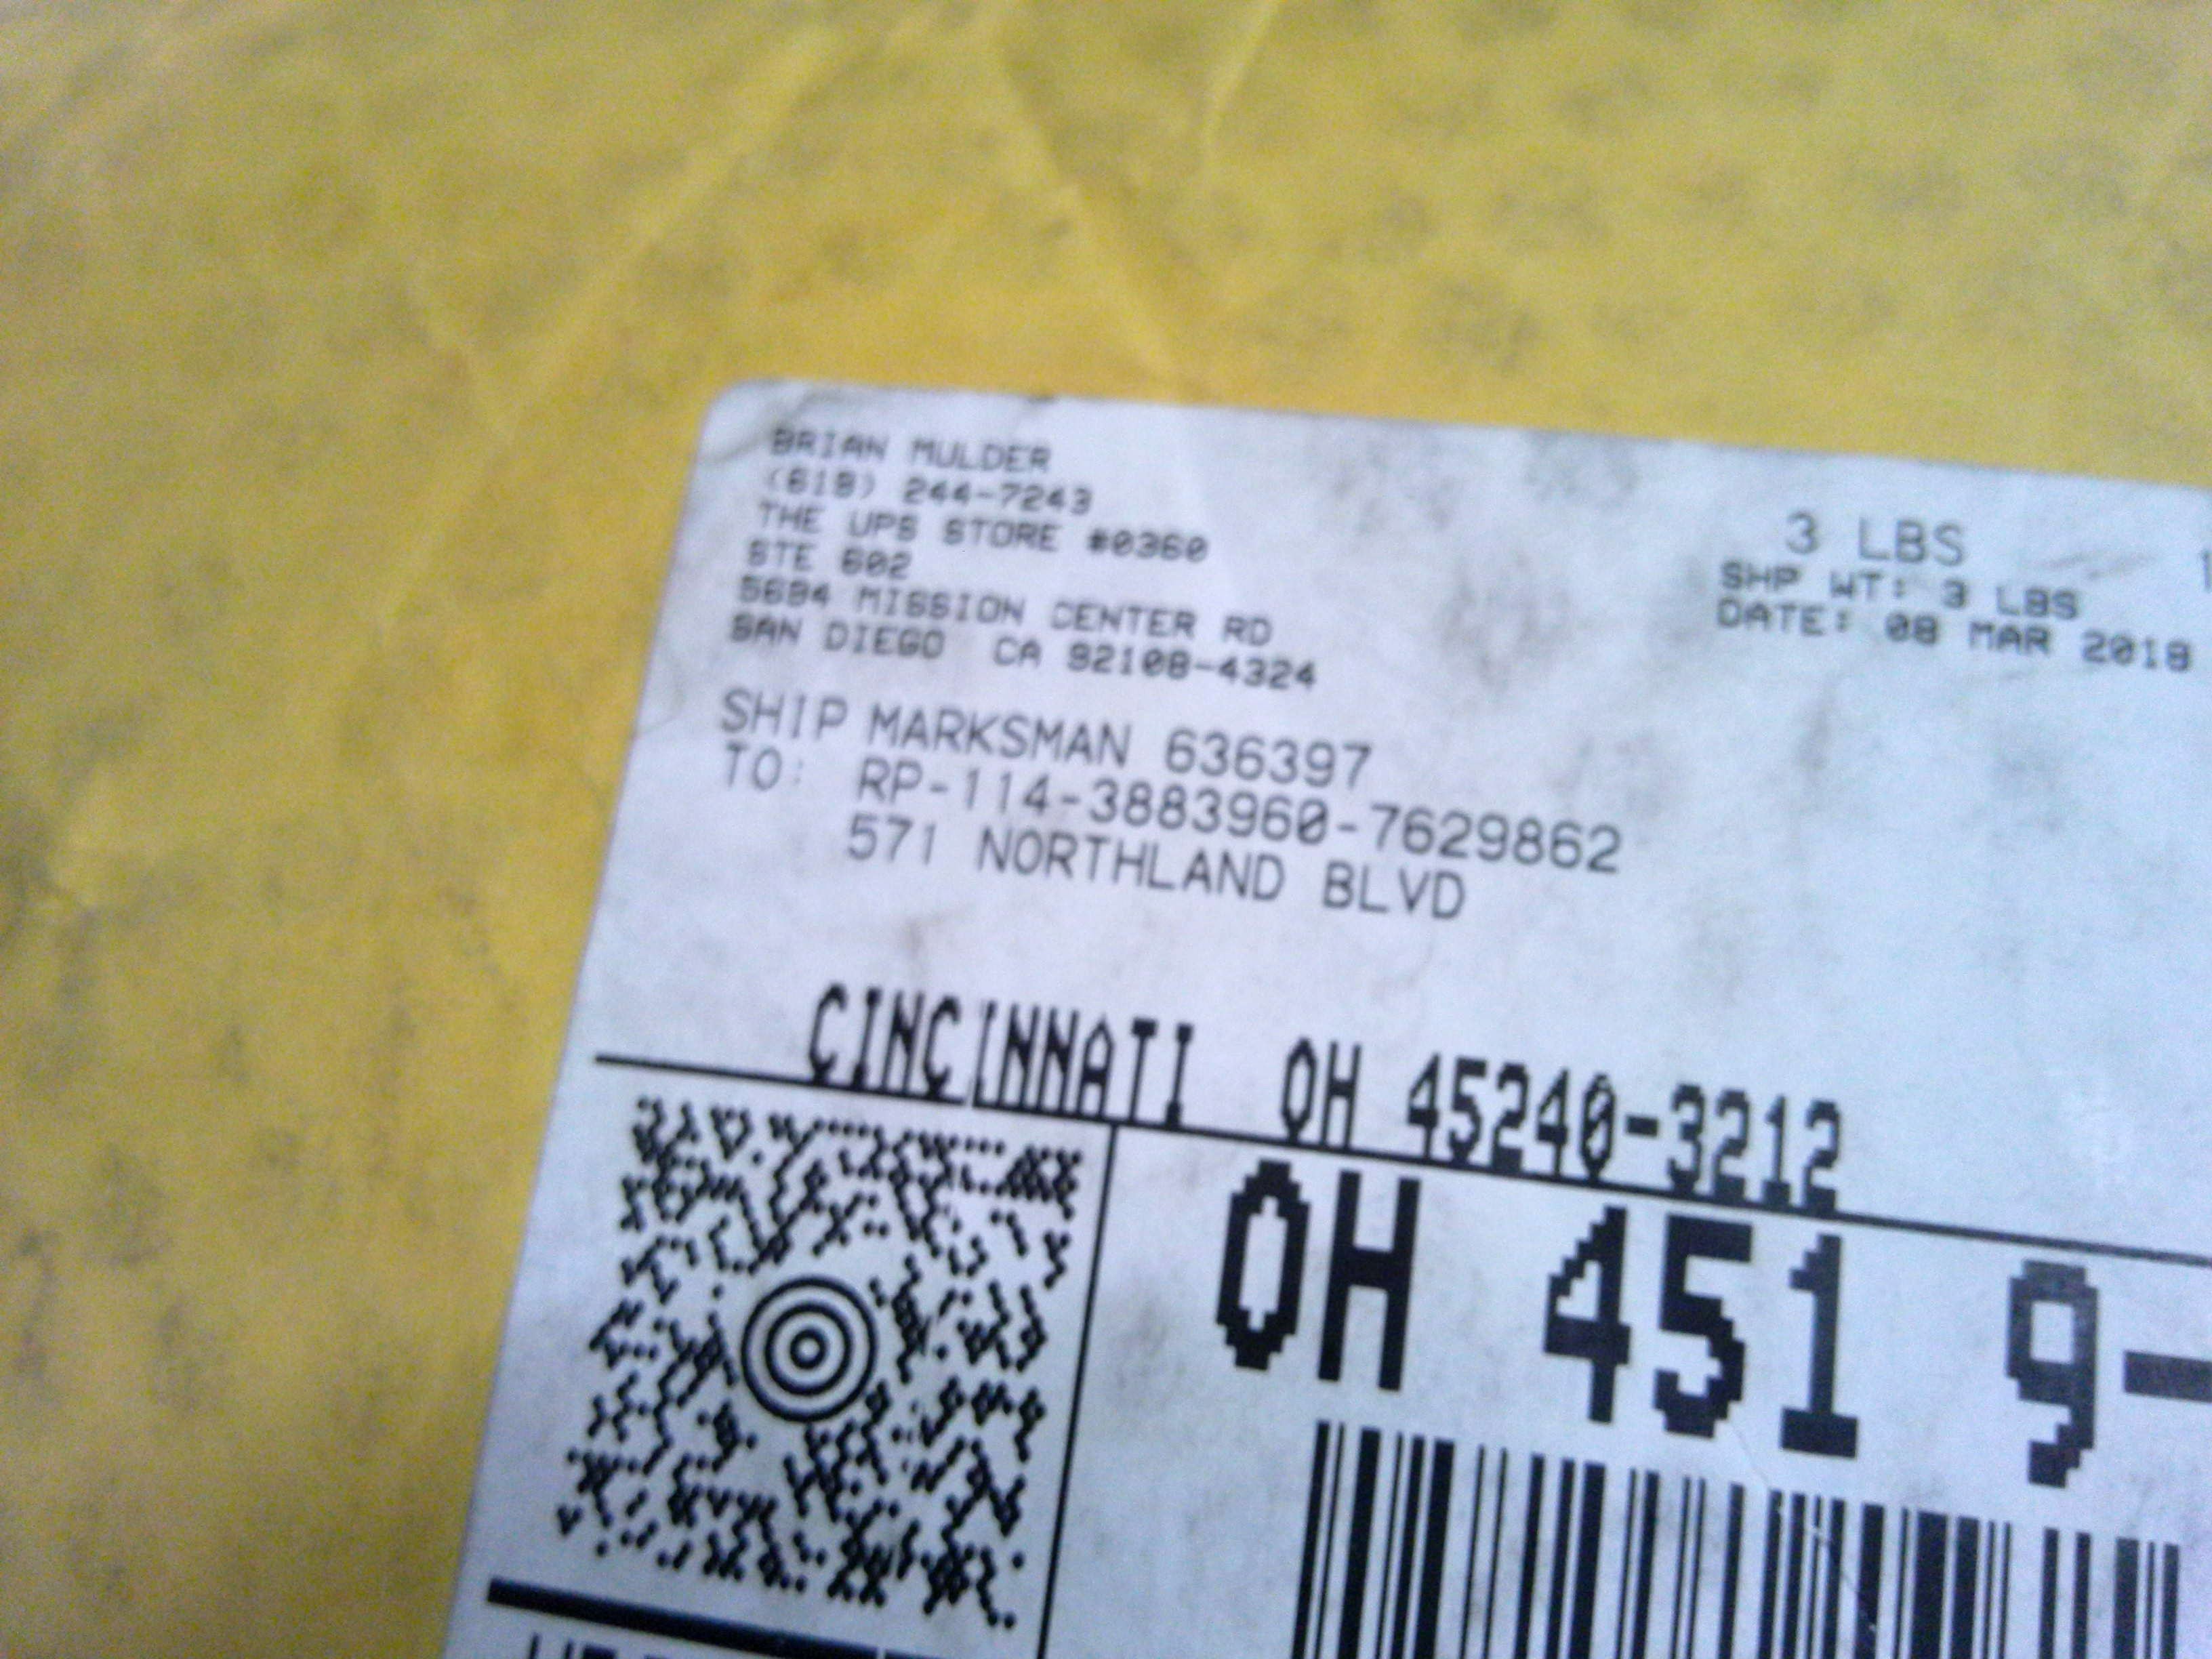 BRIAN MULDER
(619) 244-7243
THE UPS STORE #0360
STE 602
5694 MISSION CENTER RD
SAN DIEGO CA 92108-4324
3 LBS 1
SHP WT: 3 LBS
DATE: 08 MAR 2018
SHIP MARKSMAN 636397
TO: RP-114-3883960-7629862
571 NORTHLAND BLVD
CINCINNATI OH 45240-3212
OH 451 9-